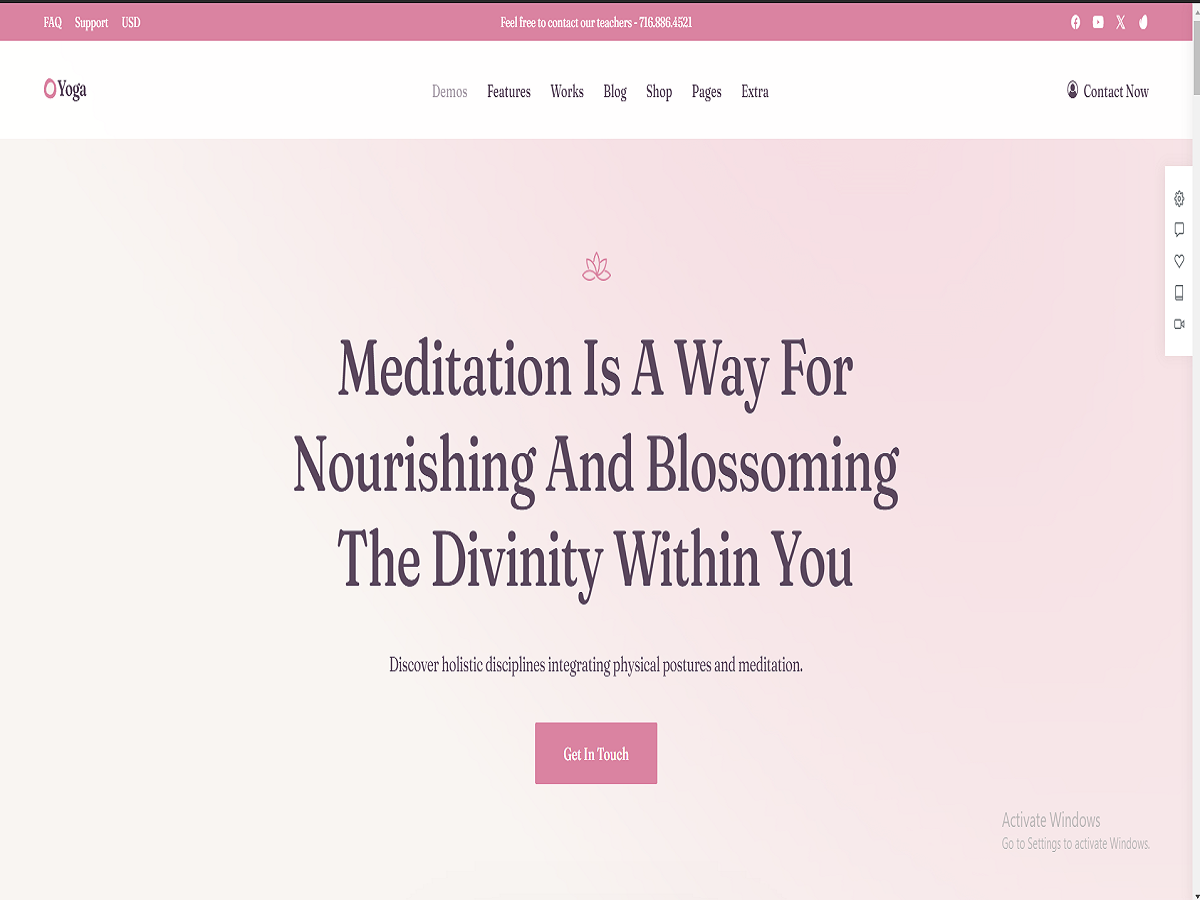 FAQ Support USD
Feel free to contact our teachers - 716.886.4521
Yoga
Demos Features Works Blog Shop Pages Extra
Contact Now
Meditation Is A Way For
Nourishing And Blossoming
The Divinity Within You
Discover holistic disciplines integrating physical postures and meditation.
Get In Touch
Activate Windows
Go to Settings to activate Windows.